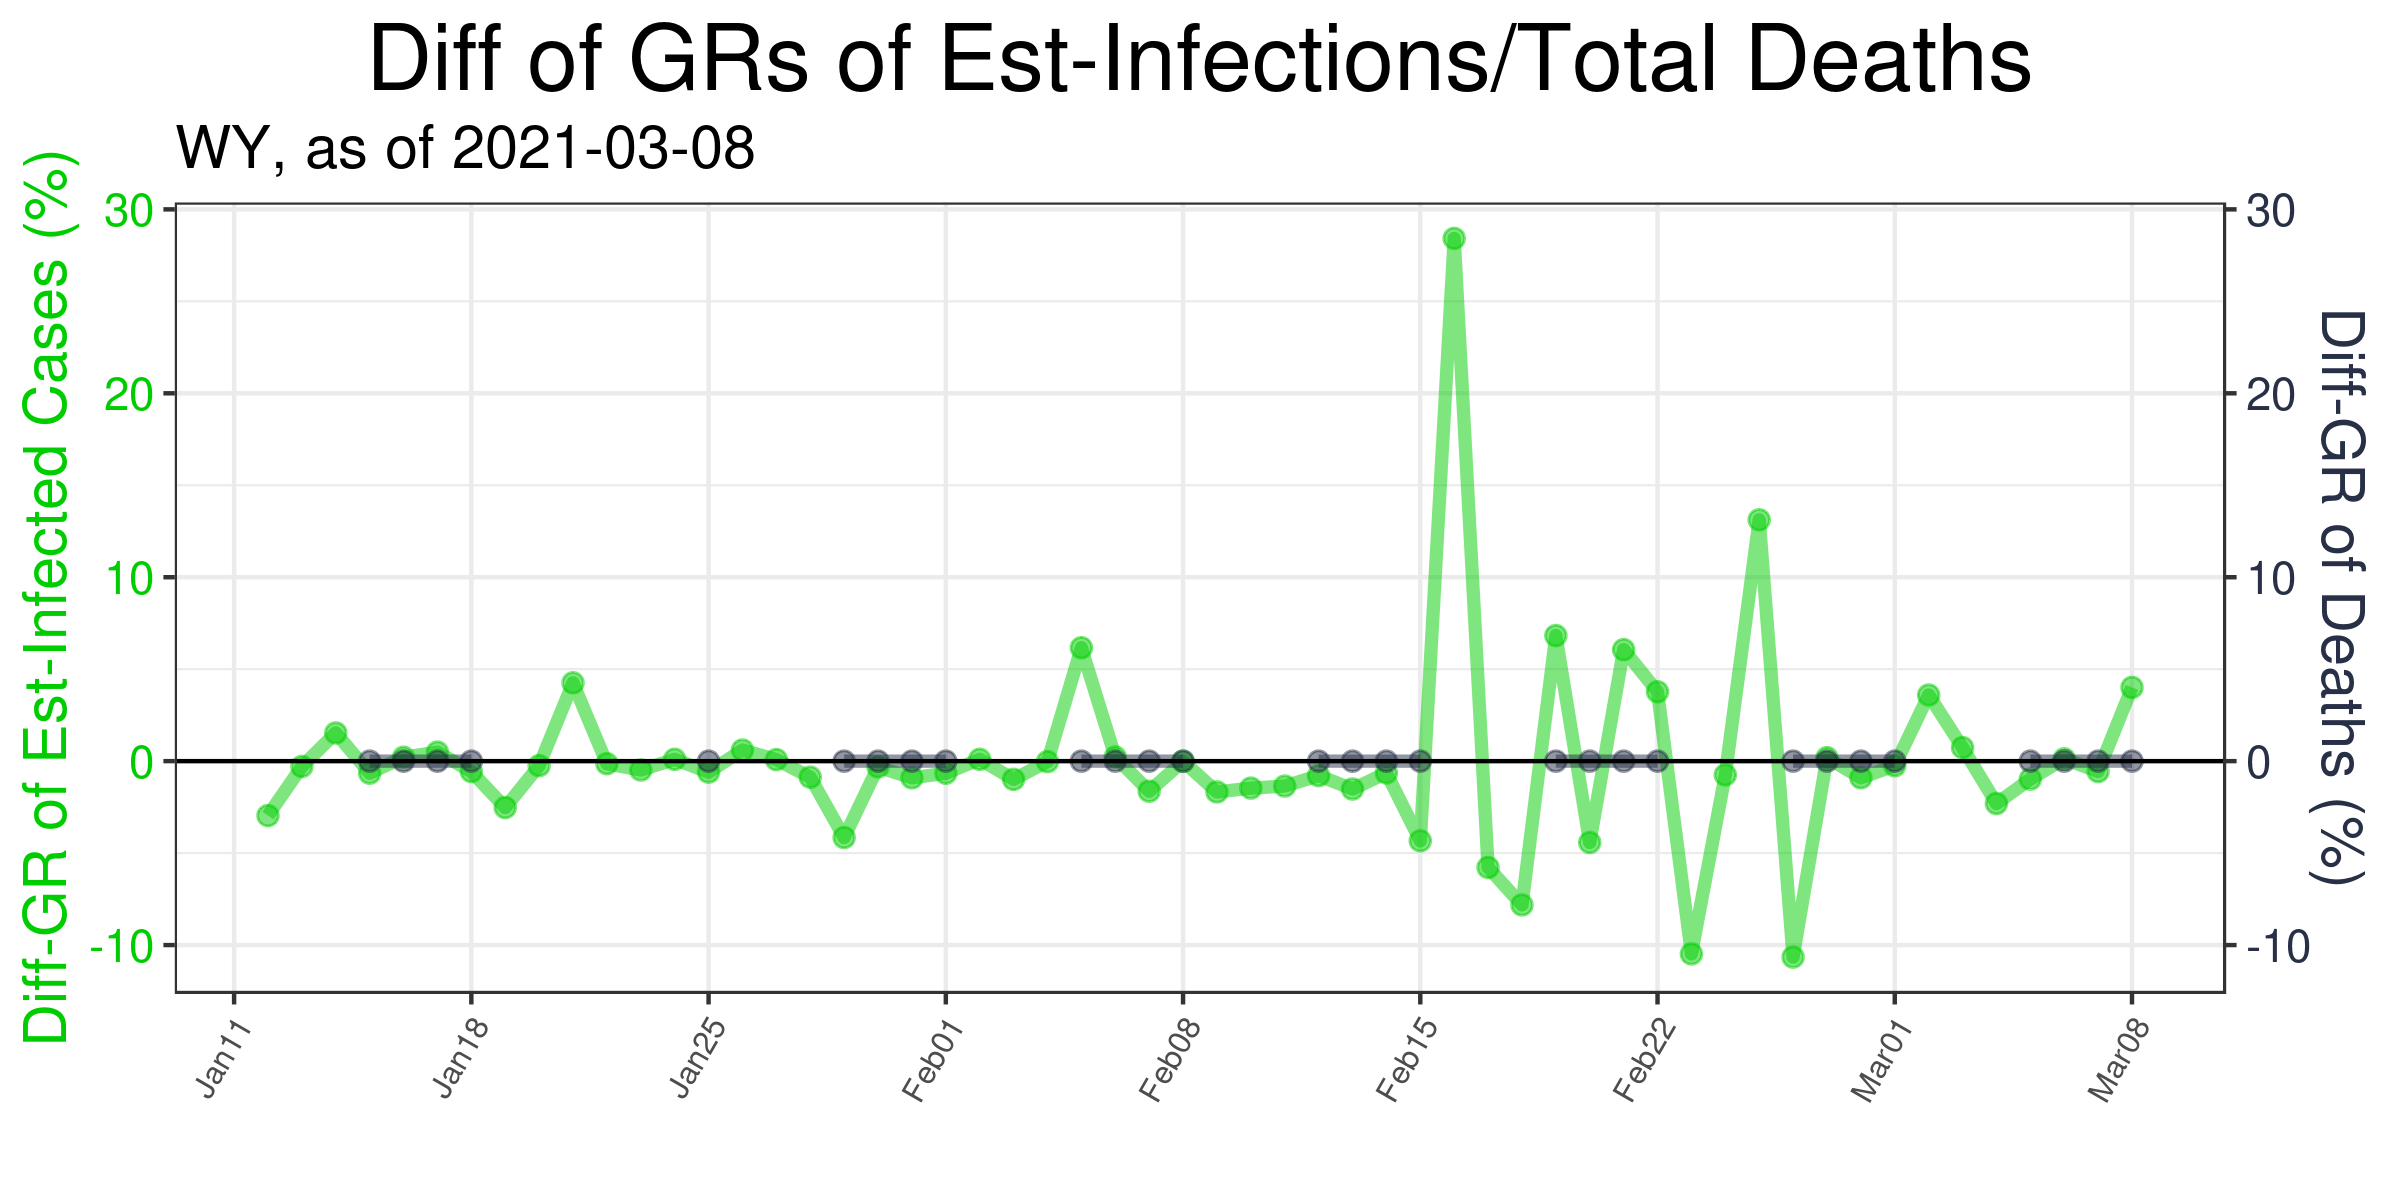 Diff of GRs of Est-Infections/Total Deaths
WY, as of 2021-03-08
Diff-GR of Est-Infected Cases (%)
30
20
10
0
-10
30
20
10
0
-10
Diff-GR of Deaths (%)
Jan11
Jan18
Jan25
Feb01
Feb08
Feb15
Feb22
Mar01
Mar08